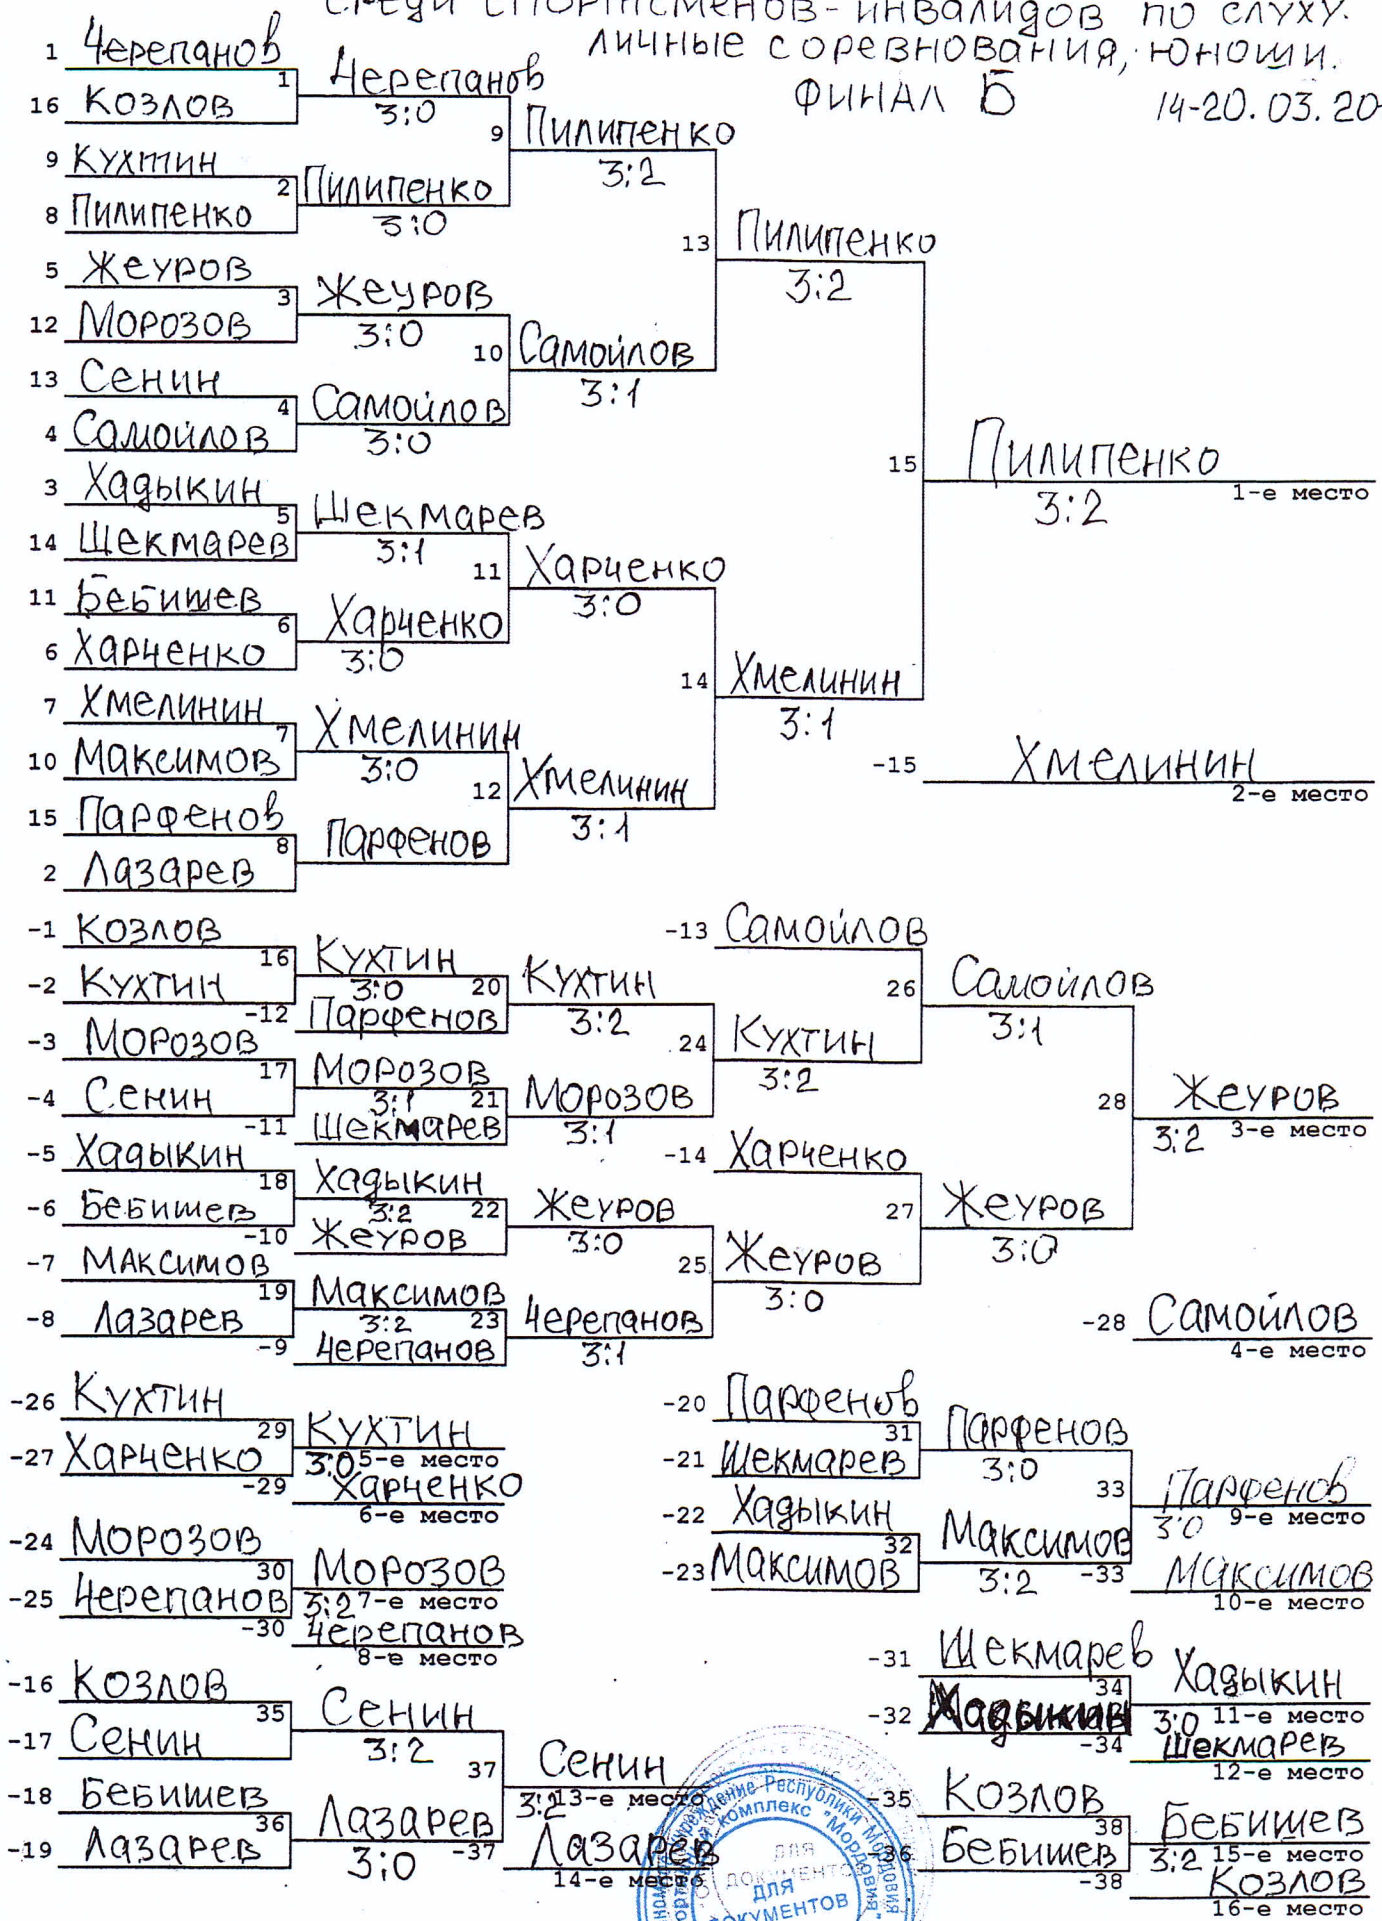 среди спортсменов-инвалидов по слуху.
личные соревнования, юноши.
ФИНАЛ Б 14-20.03.20
1 Черепанов
1 Черепанов
3:0
16 Козлов
9 Пилипенко
3:2
9 Кухтин
2 Пилипенко
3:0
8 Пилипенко
13 Пилипенко
3:2
5 Жеуров
3 Жеуров
3:0
12 Морозов
10 Самойлов
3:1
13 Сенин
4 Самойлов
3:0
4 Самойлов
15 Пилипенко
3:2 1-е место
3 Хадыкин
5 Шекмарев
3:1
14 Шекмарев
11 Харченко
3:0
11 Бебишев
6 Харченко
3:0
6 Харченко
14 Хмелинин
3:1
7 Хмелинин
7 Хмелинин
3:0
10 Максимов
-15 Хмелинин
2-е место
12 Хмелинин
3:1
15 Парфенов
8 Парфенов
2 Лазарев
-1 Козлов
16 Кухтин
3:0
-2 Кухтин
-12 Парфенов
20 Кухтин
3:2
-3 Морозов
17 Морозов
3:1
-4 Сенин
-11 Шекмарев
21 Морозов
3:1
24 Кухтин
3:2
-13 Самойлов
26 Самойлов
3:1
-5 Хадыкин
18 Хадыкин
3:2
-6 Бебишев
-10 Жеуров
22 Жеуров
3:0
-7 Максимов
19 Максимов
3:2
-8 Лазарев
-9 Черепанов
23 Черепанов
3:1
25 Жеуров
3:0
-14 Харченко
27 Жеуров
3:0
28 Жеуров
3:2 3-е место
-28 Самойлов
4-е место
-26 Кухтин
29 Кухтин
3:0 5-е место
-27 Харченко
-29 Харченко
6-е место
-24 Морозов
30 Морозов
3:2 7-е место
-25 Черепанов
-30 Черепанов
8-е место
-20 Парфенов
31 Парфенов
3:0
-21 Шекмарев
-22 Хадыкин
32 Максимов
3:2
-23 Максимов
33 Парфенов
3:0 9-е место
-33 Максимов
10-е место
-31 Шекмарев
34 Хадыкин
3:0 11-е место
-32 Хадыкин
-34 Шекмарев
12-е место
-16 Козлов
35 Сенин
3:2
-17 Сенин
-18 Бебишев
36 Лазарев
3:0
-19 Лазарев
37 Сенин
3:2 13-е место
-37 Лазарев
14-е место
-35 Козлов
38 Бебишев
3:2 15-е место
-36 Бебишев
-38 Козлов
16-е место
учреждение Республики Мордовия
комплекс "Мордовия"
для
документов
для
документов